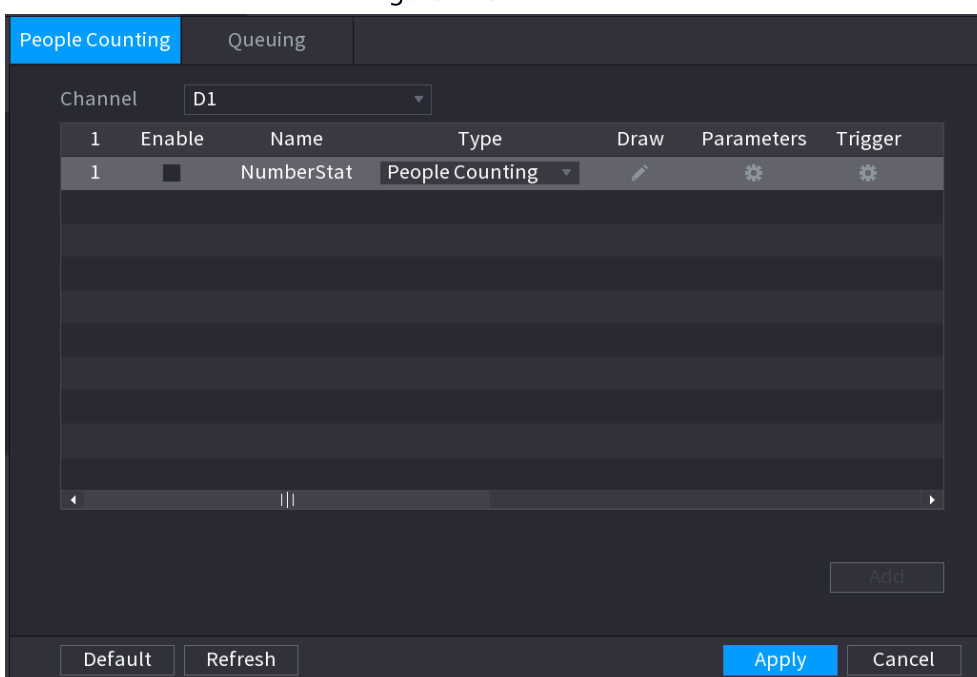 People Counting Queuing
Channel D1
1 Enable Name Type Draw Parameters Trigger
1 NumberStat People Counting
Add
Default Refresh Apply Cancel